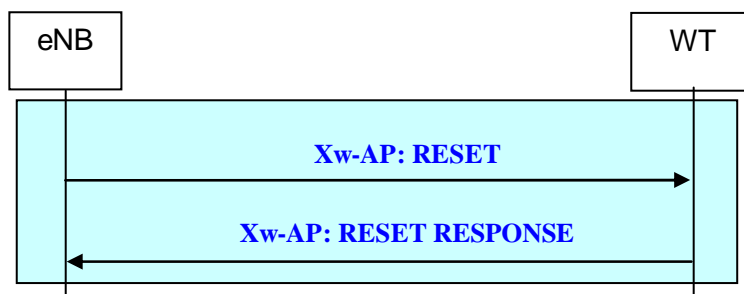 eNB
WT
Xw-AP: RESET
Xw-AP: RESET RESPONSE